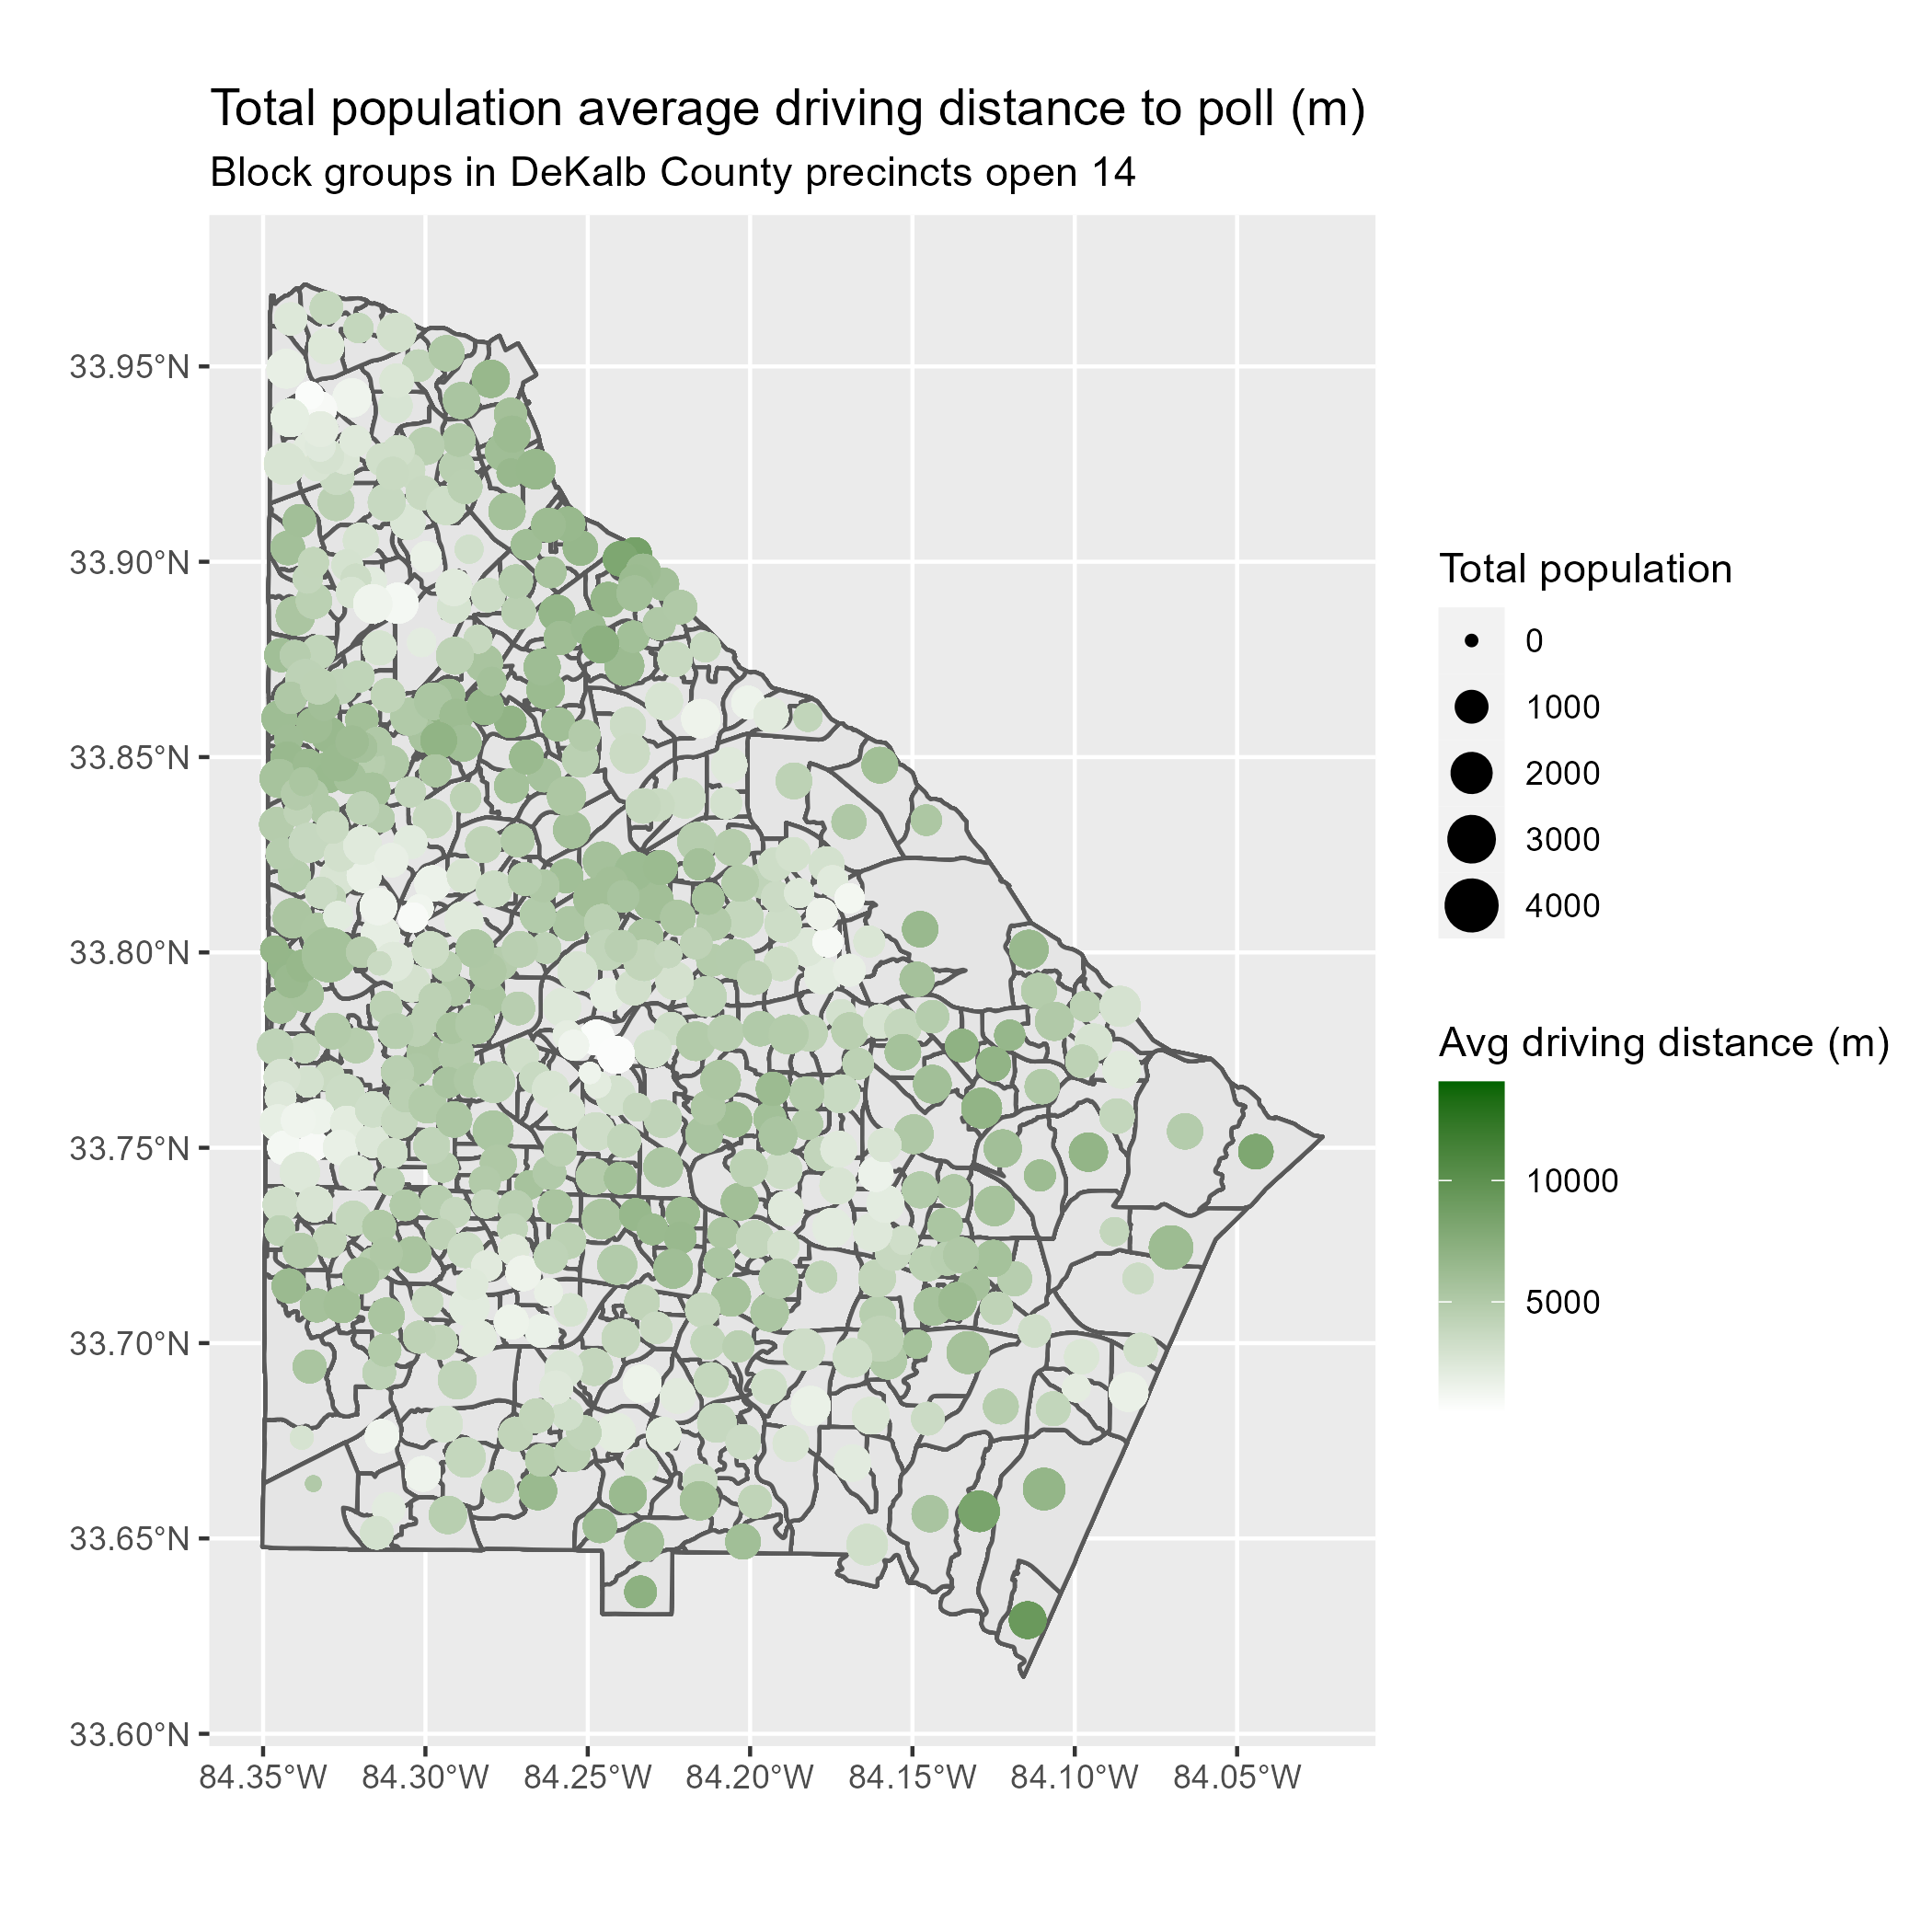 Total population average driving distance to poll (m)
Block groups in DeKalb County precincts open 14
33.95°N
33.90°N
33.85°N
33.80°N
33.75°N
33.70°N
33.65°N
33.60°N
84.35°W 84.30°W 84.25°W 84.20°W 84.15°W 84.10°W 84.05°W
Total population
0
1000
2000
3000
4000
Avg driving distance (m)
10000
5000